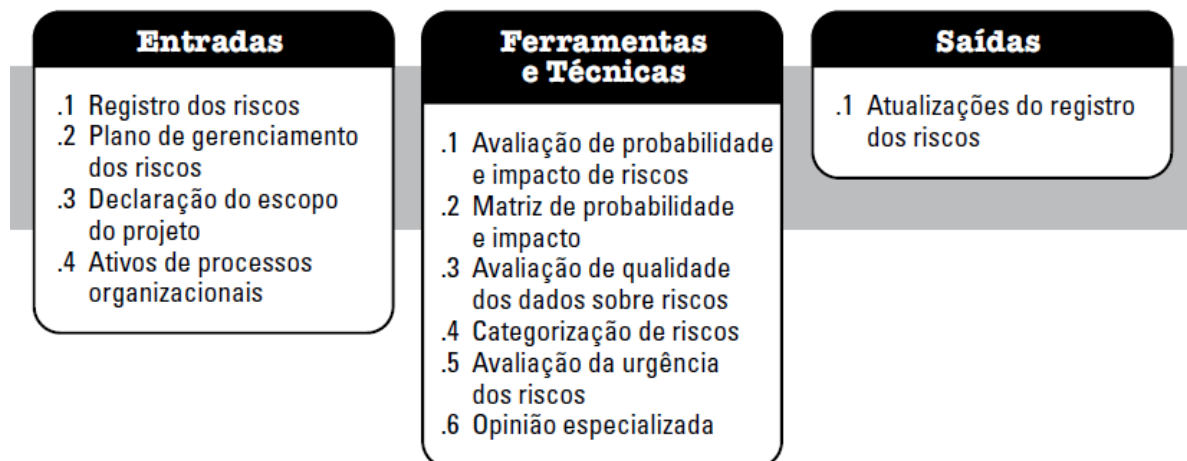 Entradas
.1 Registro dos riscos
.2 Plano de gerenciamento
dos riscos
.3 Declaração do escopo
do projeto
.4 Ativos de processos
organizacionais
Ferramentas
e Técnicas
.1 Avaliação de probabilidade
e impacto de riscos
.2 Matriz de probabilidade
e impacto
.3 Avaliação de qualidade
dos dados sobre riscos
.4 Categorização de riscos
.5 Avaliação da urgência
dos riscos
.6 Opinião especializada
Saídas
.1 Atualizações do registro
dos riscos